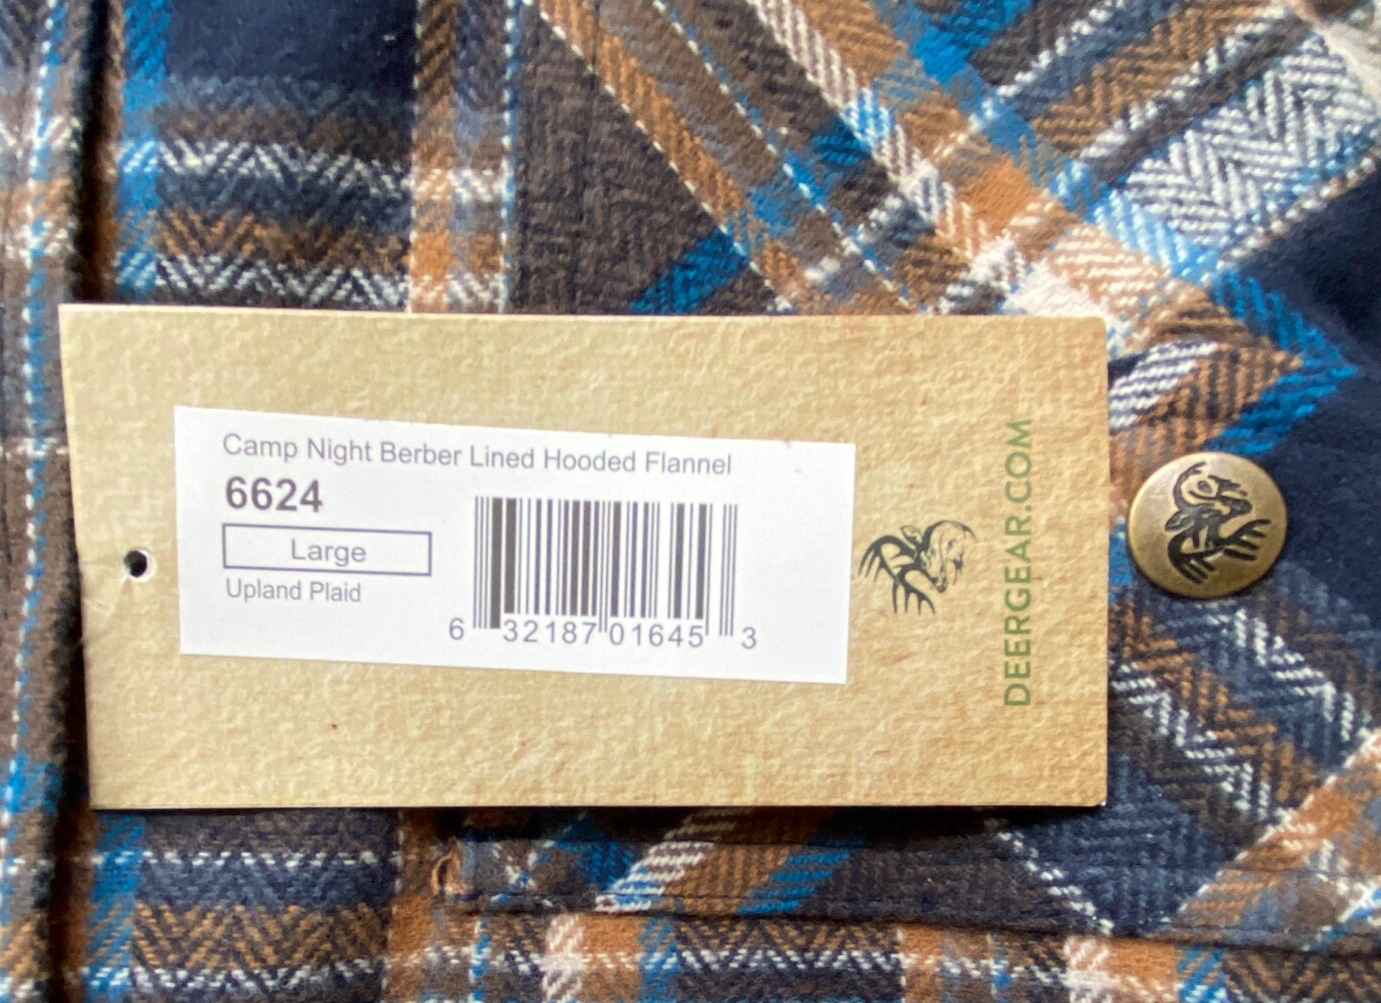 Camp Night Berber Lined Hooded Flannel
6624
Large
Upland Plaid
6 32187 01645 3
DEERGEAR.COM